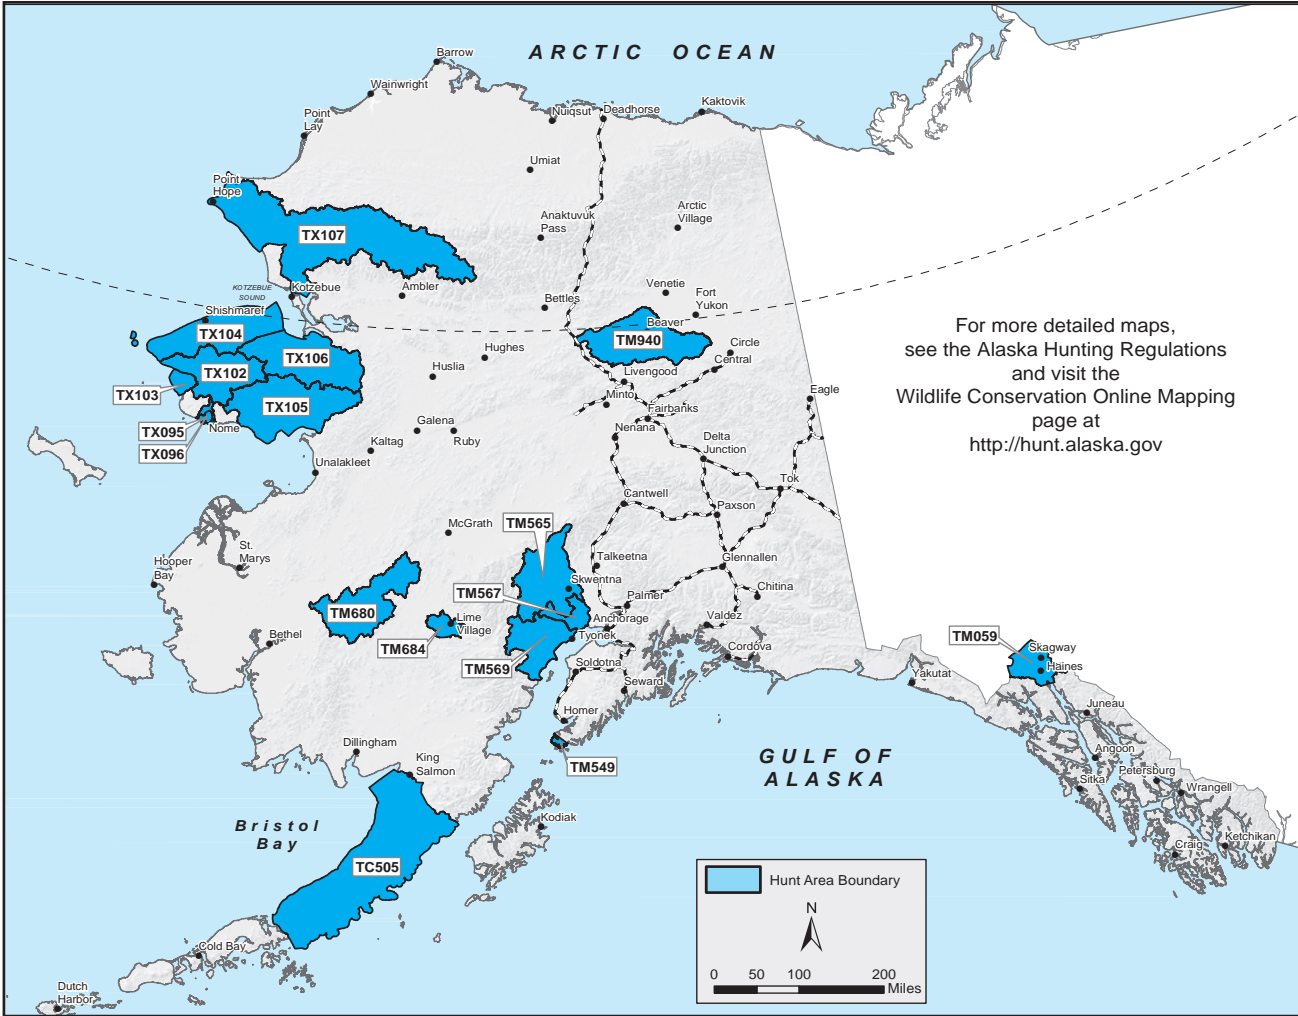 ARCTIC OCEAN
Barrow
Wainwright
Point
Lay
Nuiqsut
Deadhorse
Kaktovik
Umiat
Point
Hope
Anaktuvuk
Pass
Arctic
Village
TX107
KOTZEBUE
SOUND
Kotzebue
Ambler
Bettles
Venetie
Fort
Yukon
Shishmaref
TX104
TX106
TX102
TX103
TX105
TX095
TX096
Nome
Hughes
Huslia
Beaver
TM940
Circle
Central
Livengood
Minto
Eagle
Fairbanks
Galena
Ruby
Kaltag
Unalakleet
Nenana
Delta
Junction
Tok
Cantwell
Paxson
For more detailed maps,
see the Alaska Hunting Regulations
and visit the
Wildlife Conservation Online Mapping
page at
http://hunt.alaska.gov
McGrath
TM565
St.
Marys
Hooper
Bay
Talkeetna
Glennallen
Skwentna
TM567
Chitina
Palmer
TM680
Lime
Village
Anchorage
Valdez
Bethel
TM684
Tyonek
TM569
Cordova
Soldotna
Seward
TM059
Skagway
Haines
Yakutat
Juneau
Homer
TM549
Dillingham
King
Salmon
GULF OF
ALASKA
Angoon
Petersburg
Sitka
Wrangell
Bristol
Bay
Kodiak
Ketchikan
Craig
TC505
Cold Bay
Dutch
Harbor
Hunt Area Boundary
N
0 50 100 200
Miles